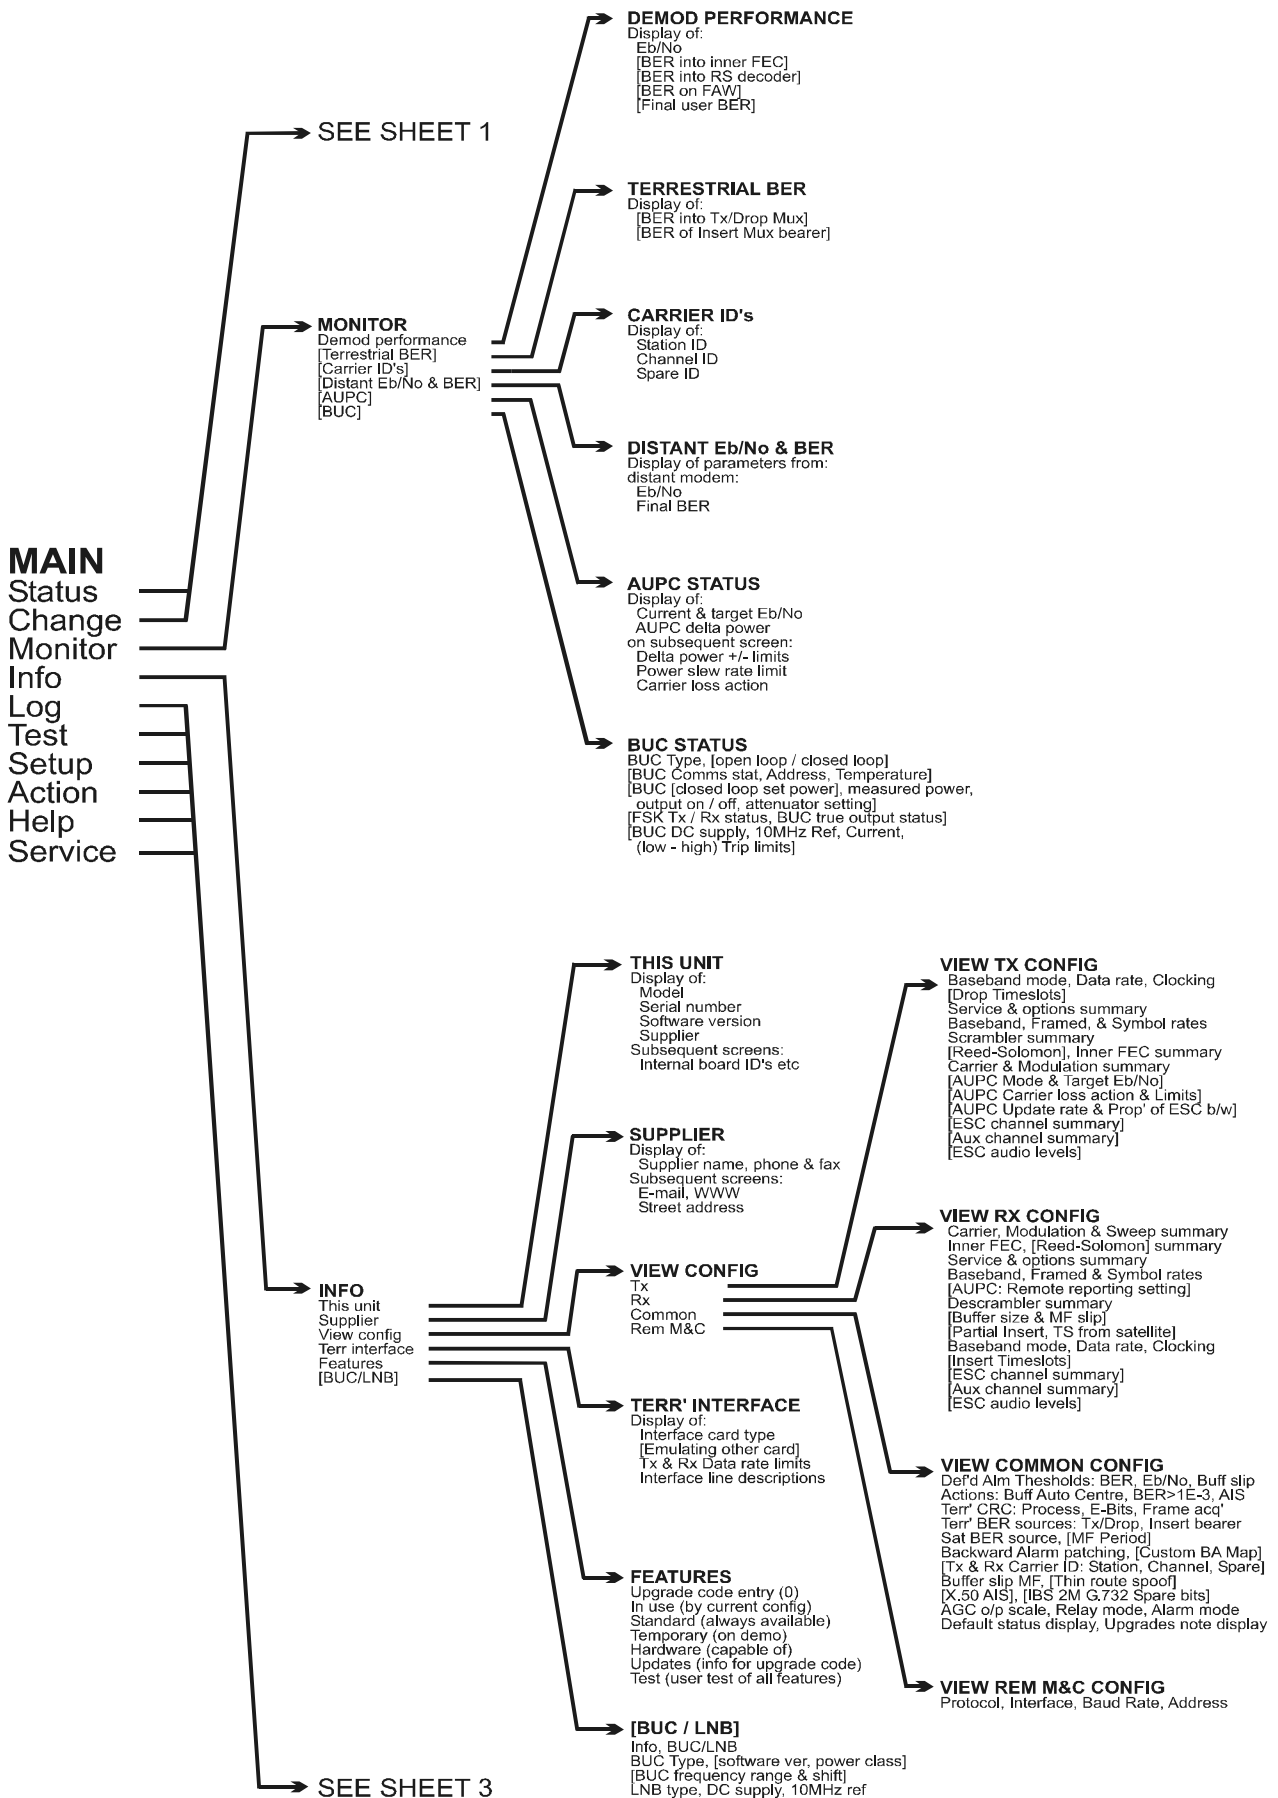 MAIN
Status
Change
Monitor
Info
Log
Test
Setup
Action
Help
Service
SEE SHEET 1
MONITOR
Demod performance
[Terrestrial BER]
[Carrier ID's]
[Distant Eb/No & BER]
[AUPC]
[BUC]
DEMOD PERFORMANCE
Display of:
Eb/No
[BER into inner FEC]
[BER into RS decoder]
[BER on FAW]
[Final user BER]
TERRESTRIAL BER
Display of:
[BER into Tx/Drop Mux]
[BER of Insert Mux bearer]
CARRIER ID's
Display of:
Station ID
Channel ID
Spare ID
DISTANT Eb/No & BER
Display of parameters from:
distant modem:
Eb/No
Final BER
AUPC STATUS
Display of:
Current & target Eb/No
AUPC delta power
on subsequent screen:
Delta power +/- limits
Power slew rate limit
Carrier loss action
BUC STATUS
BUC Type, [open loop / closed loop]
[BUC Comms stat, Address, Temperature]
[BUC [closed loop set power], measured power,
output on / off, attenuator setting]
[FSK Tx / Rx status, BUC true output status]
[BUC DC supply, 10MHz Ref, Current,
(low - high) Trip limits]
INFO
This unit
Supplier
View config
Terr interface
Features
[BUC/LNB]
THIS UNIT
Display of:
Model
Serial number
Software version
Supplier
Subsequent screens:
Internal board ID's etc
SUPPLIER
Display of:
Supplier name, phone & fax
Subsequent screens:
E-mail, WWW
Street address
VIEW CONFIG
Tx
Rx
Common
Rem M&C
TERR' INTERFACE
Display of:
Interface card type
[Emulating other card]
Tx & Rx Data rate limits
Interface line descriptions
FEATURES
Upgrade code entry (0)
In use (by current config)
Standard (always available)
Temporary (on demo)
Hardware (capable of)
Updates (info for upgrade code)
Test (user test of all features)
[BUC / LNB]
Info, BUC/LNB
BUC Type, [software ver, power class]
[BUC frequency range & shift]
LNB type, DC supply, 10MHz ref
VIEW TX CONFIG
Baseband mode, Data rate, Clocking
[Drop Timeslots]
Service & options summary
Baseband, Framed, & Symbol rates
Scrambler summary
[Reed-Solomon], Inner FEC summary
Carrier & Modulation summary
[AUPC Mode & Target Eb/No]
[AUPC Carrier loss action & Limits]
[AUPC Update rate & Prop' of ESC b/w]
[ESC channel summary]
[Aux channel summary]
[ESC audio levels]
VIEW RX CONFIG
Carrier, Modulation & Sweep summary
Inner FEC, [Reed-Solomon] summary
Service & options summary
Baseband, Framed & Symbol rates
[AUPC: Remote reporting setting]
Descrambler summary
[Buffer size & MF slip]
[Partial Insert, TS from satellite]
Baseband mode, Data rate, Clocking
[Insert Timeslots]
[ESC channel summary]
[Aux channel summary]
[ESC audio levels]
VIEW COMMON CONFIG
Def'd Alm Thesholds: BER, Eb/No, Buff slip
Actions: Buff Auto Centre, BER>1E-3, AIS
Terr' CRC: Process, E-Bits, Frame acq'
Terr' BER sources: Tx/Drop, Insert bearer
Sat BER source, [MF Period]
Backward Alarm patching, [Custom BA Map]
[Tx & Rx Carrier ID: Station, Channel, Spare]
Buffer slip MF, [Thin route spoof]
[X.50 AIS], [IBS 2M G.732 Spare bits]
AGC o/p scale, Relay mode, Alarm mode
Default status display, Upgrades note display
VIEW REM M&C CONFIG
Protocol, Interface, Baud Rate, Address
SEE SHEET 3